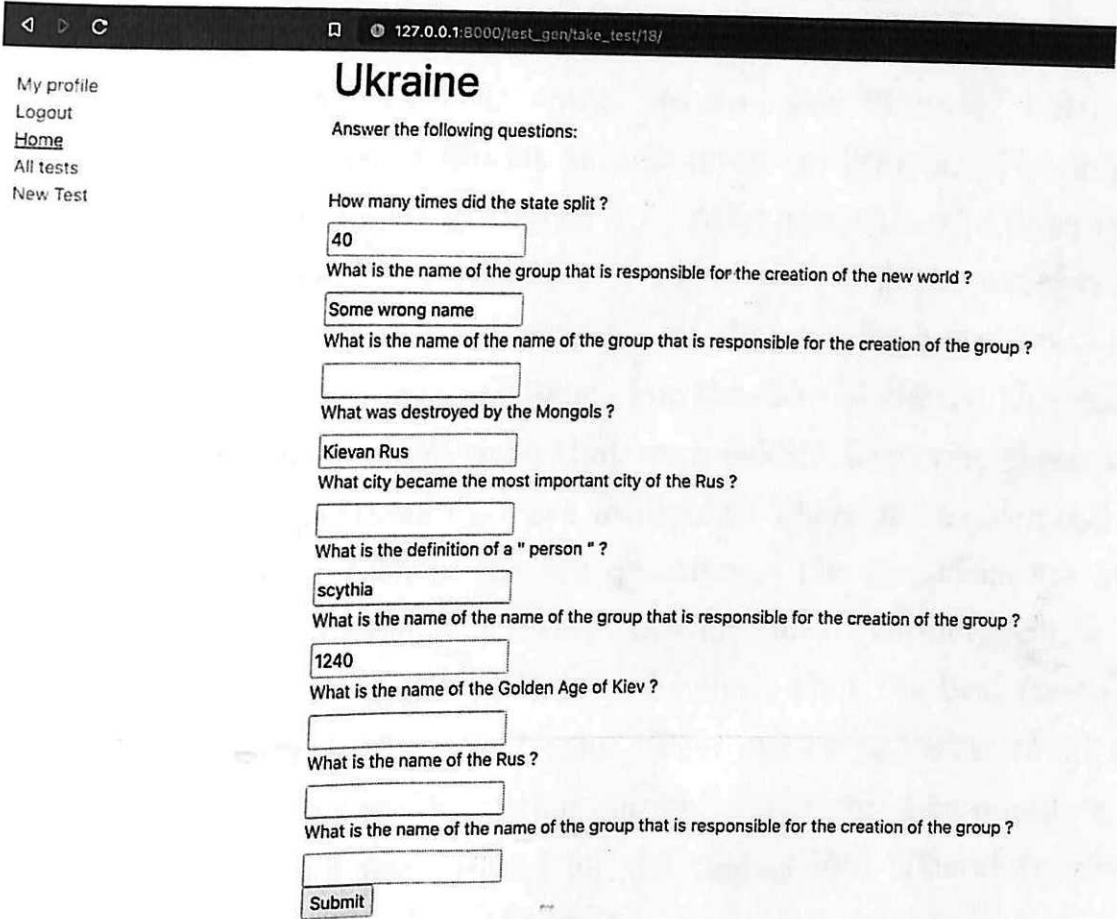 127.0.0.1:8000/test_gen/take_test/18/
My profile
Logout
Home
All tests
New Test
Ukraine
Answer the following questions:
How many times did the state split ?
40
What is the name of the group that is responsible for the creation of the new world ?
Some wrong name
What is the name of the name of the group that is responsible for the creation of the group ?
What was destroyed by the Mongols ?
Kievan Rus
What city became the most important city of the Rus ?
What is the definition of a " person " ?
scythia
What is the name of the name of the group that is responsible for the creation of the group ?
1240
What is the name of the Golden Age of Kiev ?
What is the name of the Rus ?
What is the name of the name of the group that is responsible for the creation of the group ?
Submit